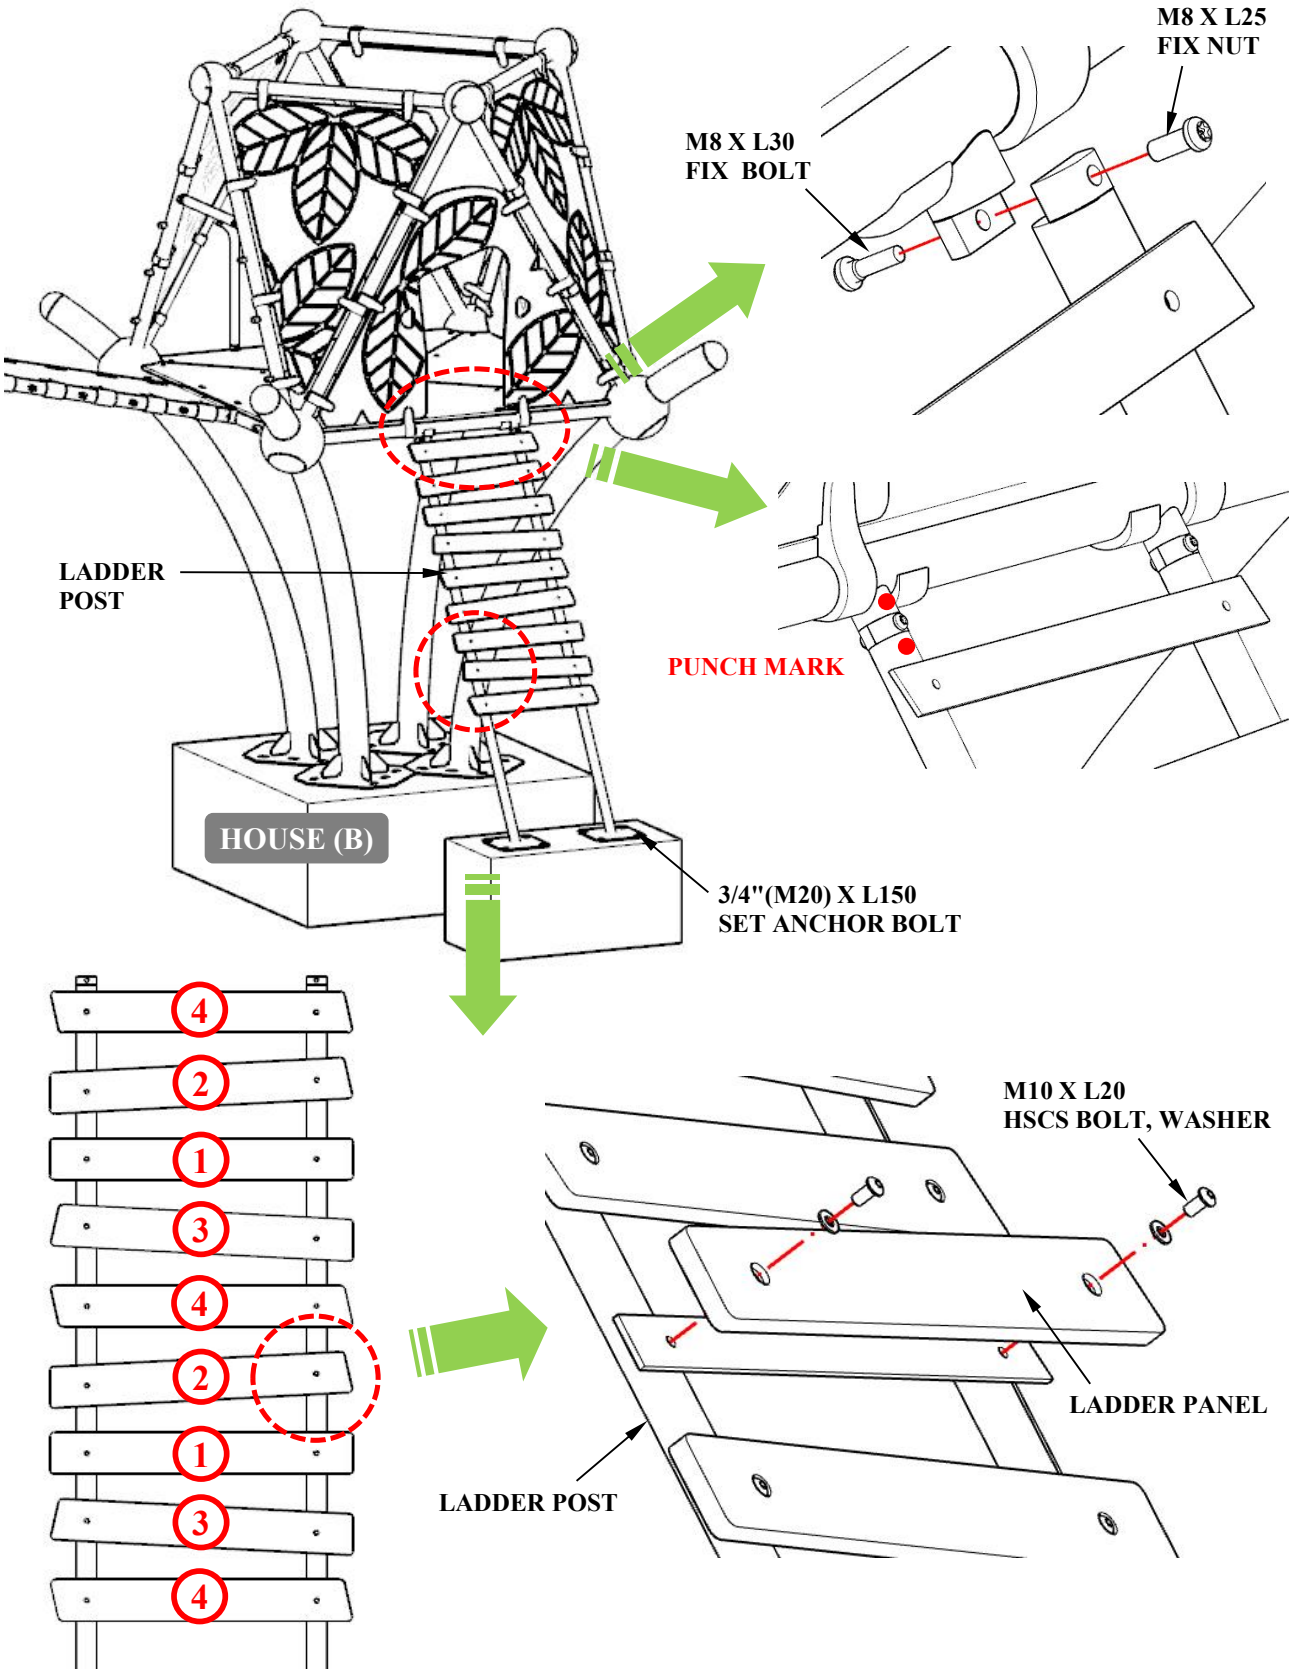 M8 X L25
FIX NUT
M8 X L30
FIX BOLT
LADDER
POST
PUNCH MARK
HOUSE (B)
3/4"(M20) X L150
SET ANCHOR BOLT
4
2
1
3
4
2
1
3
4
M10 X L20
HSCS BOLT, WASHER
LADDER PANEL
LADDER POST